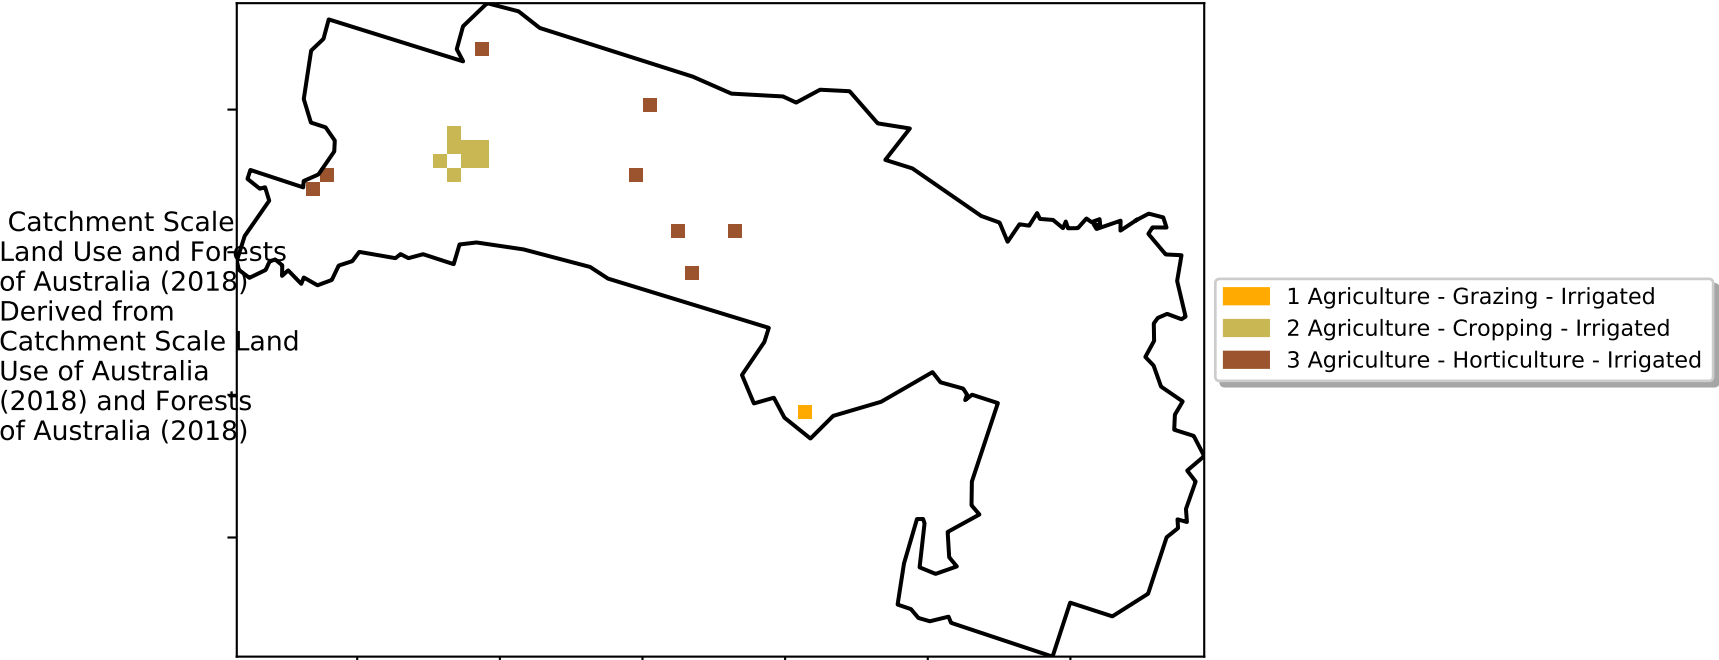 Catchment Scale
Land Use and Forests
of Australia (2018)
Derived from
Catchment Scale Land
Use of Australia
(2018) and Forests
of Australia (2018)
1 Agriculture - Grazing - Irrigated
2 Agriculture - Cropping - Irrigated
3 Agriculture - Horticulture - Irrigated